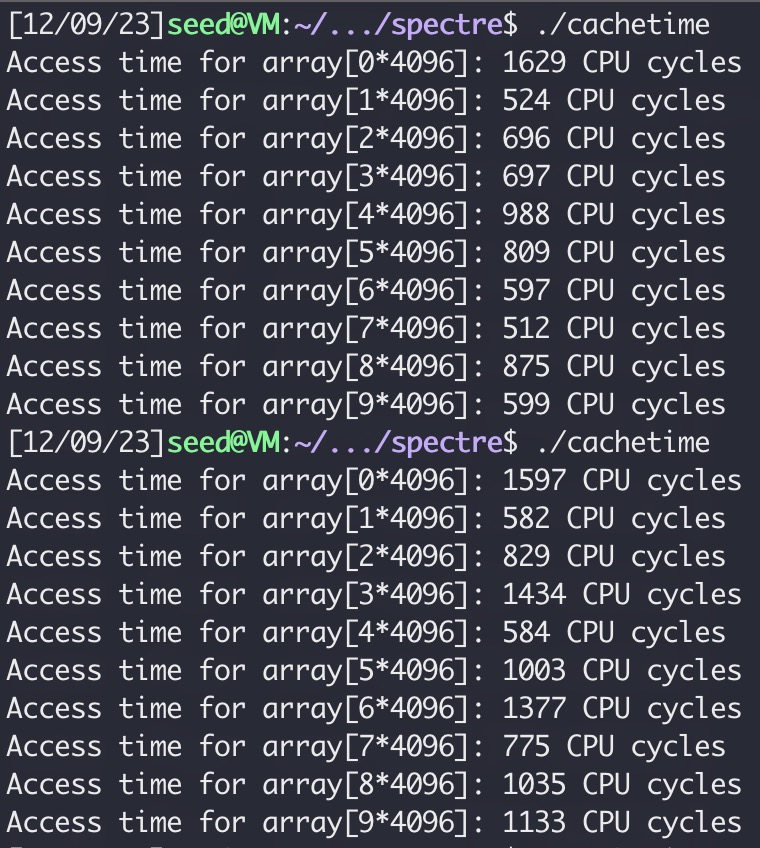 [12/09/23]seed@VM:~/.../spectre$ ./cachetime
Access time for array[0*4096]: 1629 CPU cycles
Access time for array[1*4096]: 524 CPU cycles
Access time for array[2*4096]: 696 CPU cycles
Access time for array[3*4096]: 697 CPU cycles
Access time for array[4*4096]: 988 CPU cycles
Access time for array[5*4096]: 809 CPU cycles
Access time for array[6*4096]: 597 CPU cycles
Access time for array[7*4096]: 512 CPU cycles
Access time for array[8*4096]: 875 CPU cycles
Access time for array[9*4096]: 599 CPU cycles
[12/09/23]seed@VM:~/.../spectre$ ./cachetime
Access time for array[0*4096]: 1597 CPU cycles
Access time for array[1*4096]: 582 CPU cycles
Access time for array[2*4096]: 829 CPU cycles
Access time for array[3*4096]: 1434 CPU cycles
Access time for array[4*4096]: 584 CPU cycles
Access time for array[5*4096]: 1003 CPU cycles
Access time for array[6*4096]: 1377 CPU cycles
Access time for array[7*4096]: 775 CPU cycles
Access time for array[8*4096]: 1035 CPU cycles
Access time for array[9*4096]: 1133 CPU cycles